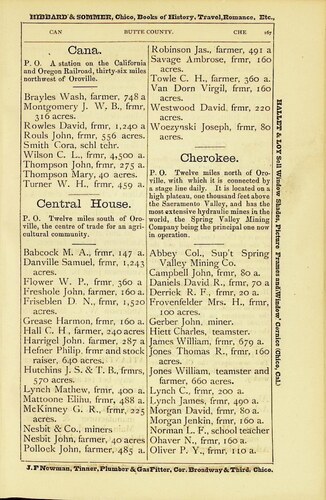 HIBBARD & SOMMER, Chico, Books of History, Travel, Romance, Etc.,
CAN BUTTE COUNTY. CHE 187
Cana.
P. O. A station on the California
and Oregon Railroad, thirty-six miles
northwest of Oroville.
Brayles Wash, farmer, 748 a
Montgomery J. W. B., frmr,
316 acres.
Rowles David, frmr, 1,240 a
Rouls John, frmr, 556 acres.
Smith Cora, schl tchr.
Wilson C. L., frmr, 4,500 a.
Thompson John, frmr, 275 a.
Thompson Mary, 40 acres.
Turner W. H., frmr, 459 a.
Central House.
P. O. Twelve miles south of Oro-
ville, the centre of trade for an agri-
cultural community.
Babcock M. A., frmr, 147 a.
Danville Samuel, frmr, 1,243
acres.
Flower W. P., frmr, 360 a
Freshole John, farmer, 160 a.
Friseblen D. N., frmr, 1,520
acres.
Grease Harmon, frmr, 160 a.
Hall C. H., farmer, 240 acres
Harrigel John. farmer, 287 a
Hefner Philip, frmr and stock
raiser, 640 acres.
Hutchins J. S. & T. B., frmrs,
570 acres.
Lynch Mathew, frmr, 400 a.
Mattoone Elihu, frmr, 488 a.
McKinney G. R., frmr, 225
acres.
Nesbit & Co., miners
Nesbit John, farmer, 40 acres
Pollock John, farmer, 485 a.
Robinson Jas., farmer, 491 a
Savage Ambrose, frmr, 160
acres.
Towle C. H., farmer, 360 a.
Van Dorn Virgil, frmr, 160
acres.
Westwood David, frmr, 220
acres.
Woezynski Joseph, frmr, 80
acres.
Cherokee.
P. O. Twelve miles north of Oro-
ville, with which it is connected by
a stage line daily. It is located on a
high plateau, one thousand feet above
the Sacramento Valley, and has the
most extensive hydraulic mines in the
world, the Spring Valley Mining
Company being the principal one now
in operation.
Abbey Col., Sup't Spring
Valley Mining Co.
Campbell John, frmr, 80 a.
Daniels David R., frmr, 70 a
Derrick R. F., frmr, 20 a.
Frovenfelder Mrs. H., frmr,
100 acres.
Gerber John, miner.
Hiett Charles, teamster.
James William, frmr, 679 a.
Jones Thomas R., frmr, 160
acres.
Jones William, teamster and
farmer, 660 acres.
Lynch C., frmr, 200 a.
Lynch James, frmr, 490 a.
Morgan David, frmr, 80 a.
Morgan Jenkin, frmr, 160 a.
Norman L. F., school teacher
Ohaver N., frmr, 160 a.
Oliver P. Y., frmr, 110 a.
HALLET & LOY Sell Window Shades, Picture Frames and Window Cornice (Chico, Cal.)
J. F Newman, Tinner, Plumber & Gas Fitter, Cor. Broadway & Third. Chico.